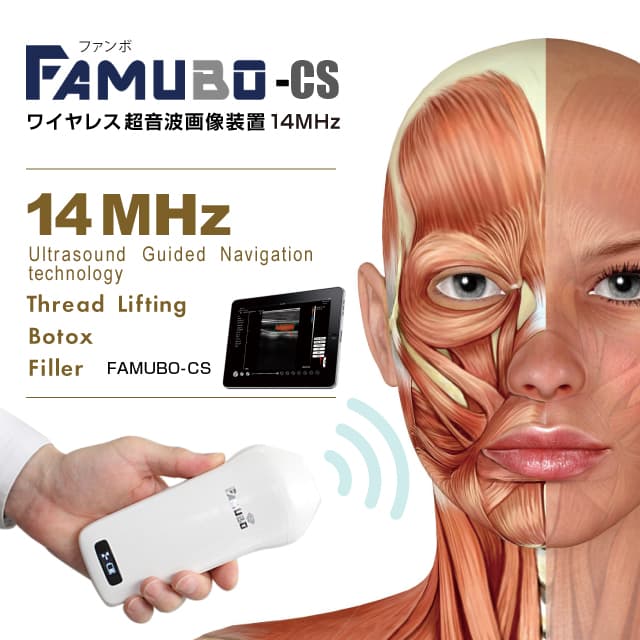 ファンボ
FAMUBO-CS
ワイヤレス超音波画像装置 14MHz
14 MHz
Ultrasound Guided Navigation
technology
Thread Lifting
Botox
Filler FAMUBO-CS
FAMUBO